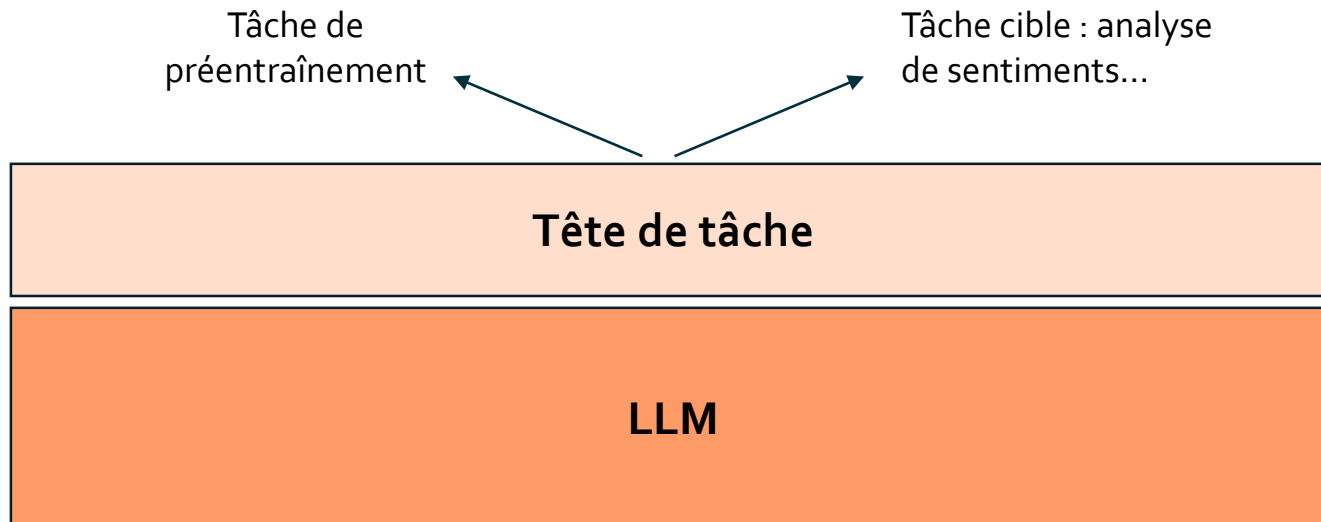 Tâche de
préentraînement
Tâche cible : analyse
de sentiments...
Tête de tâche
LLM